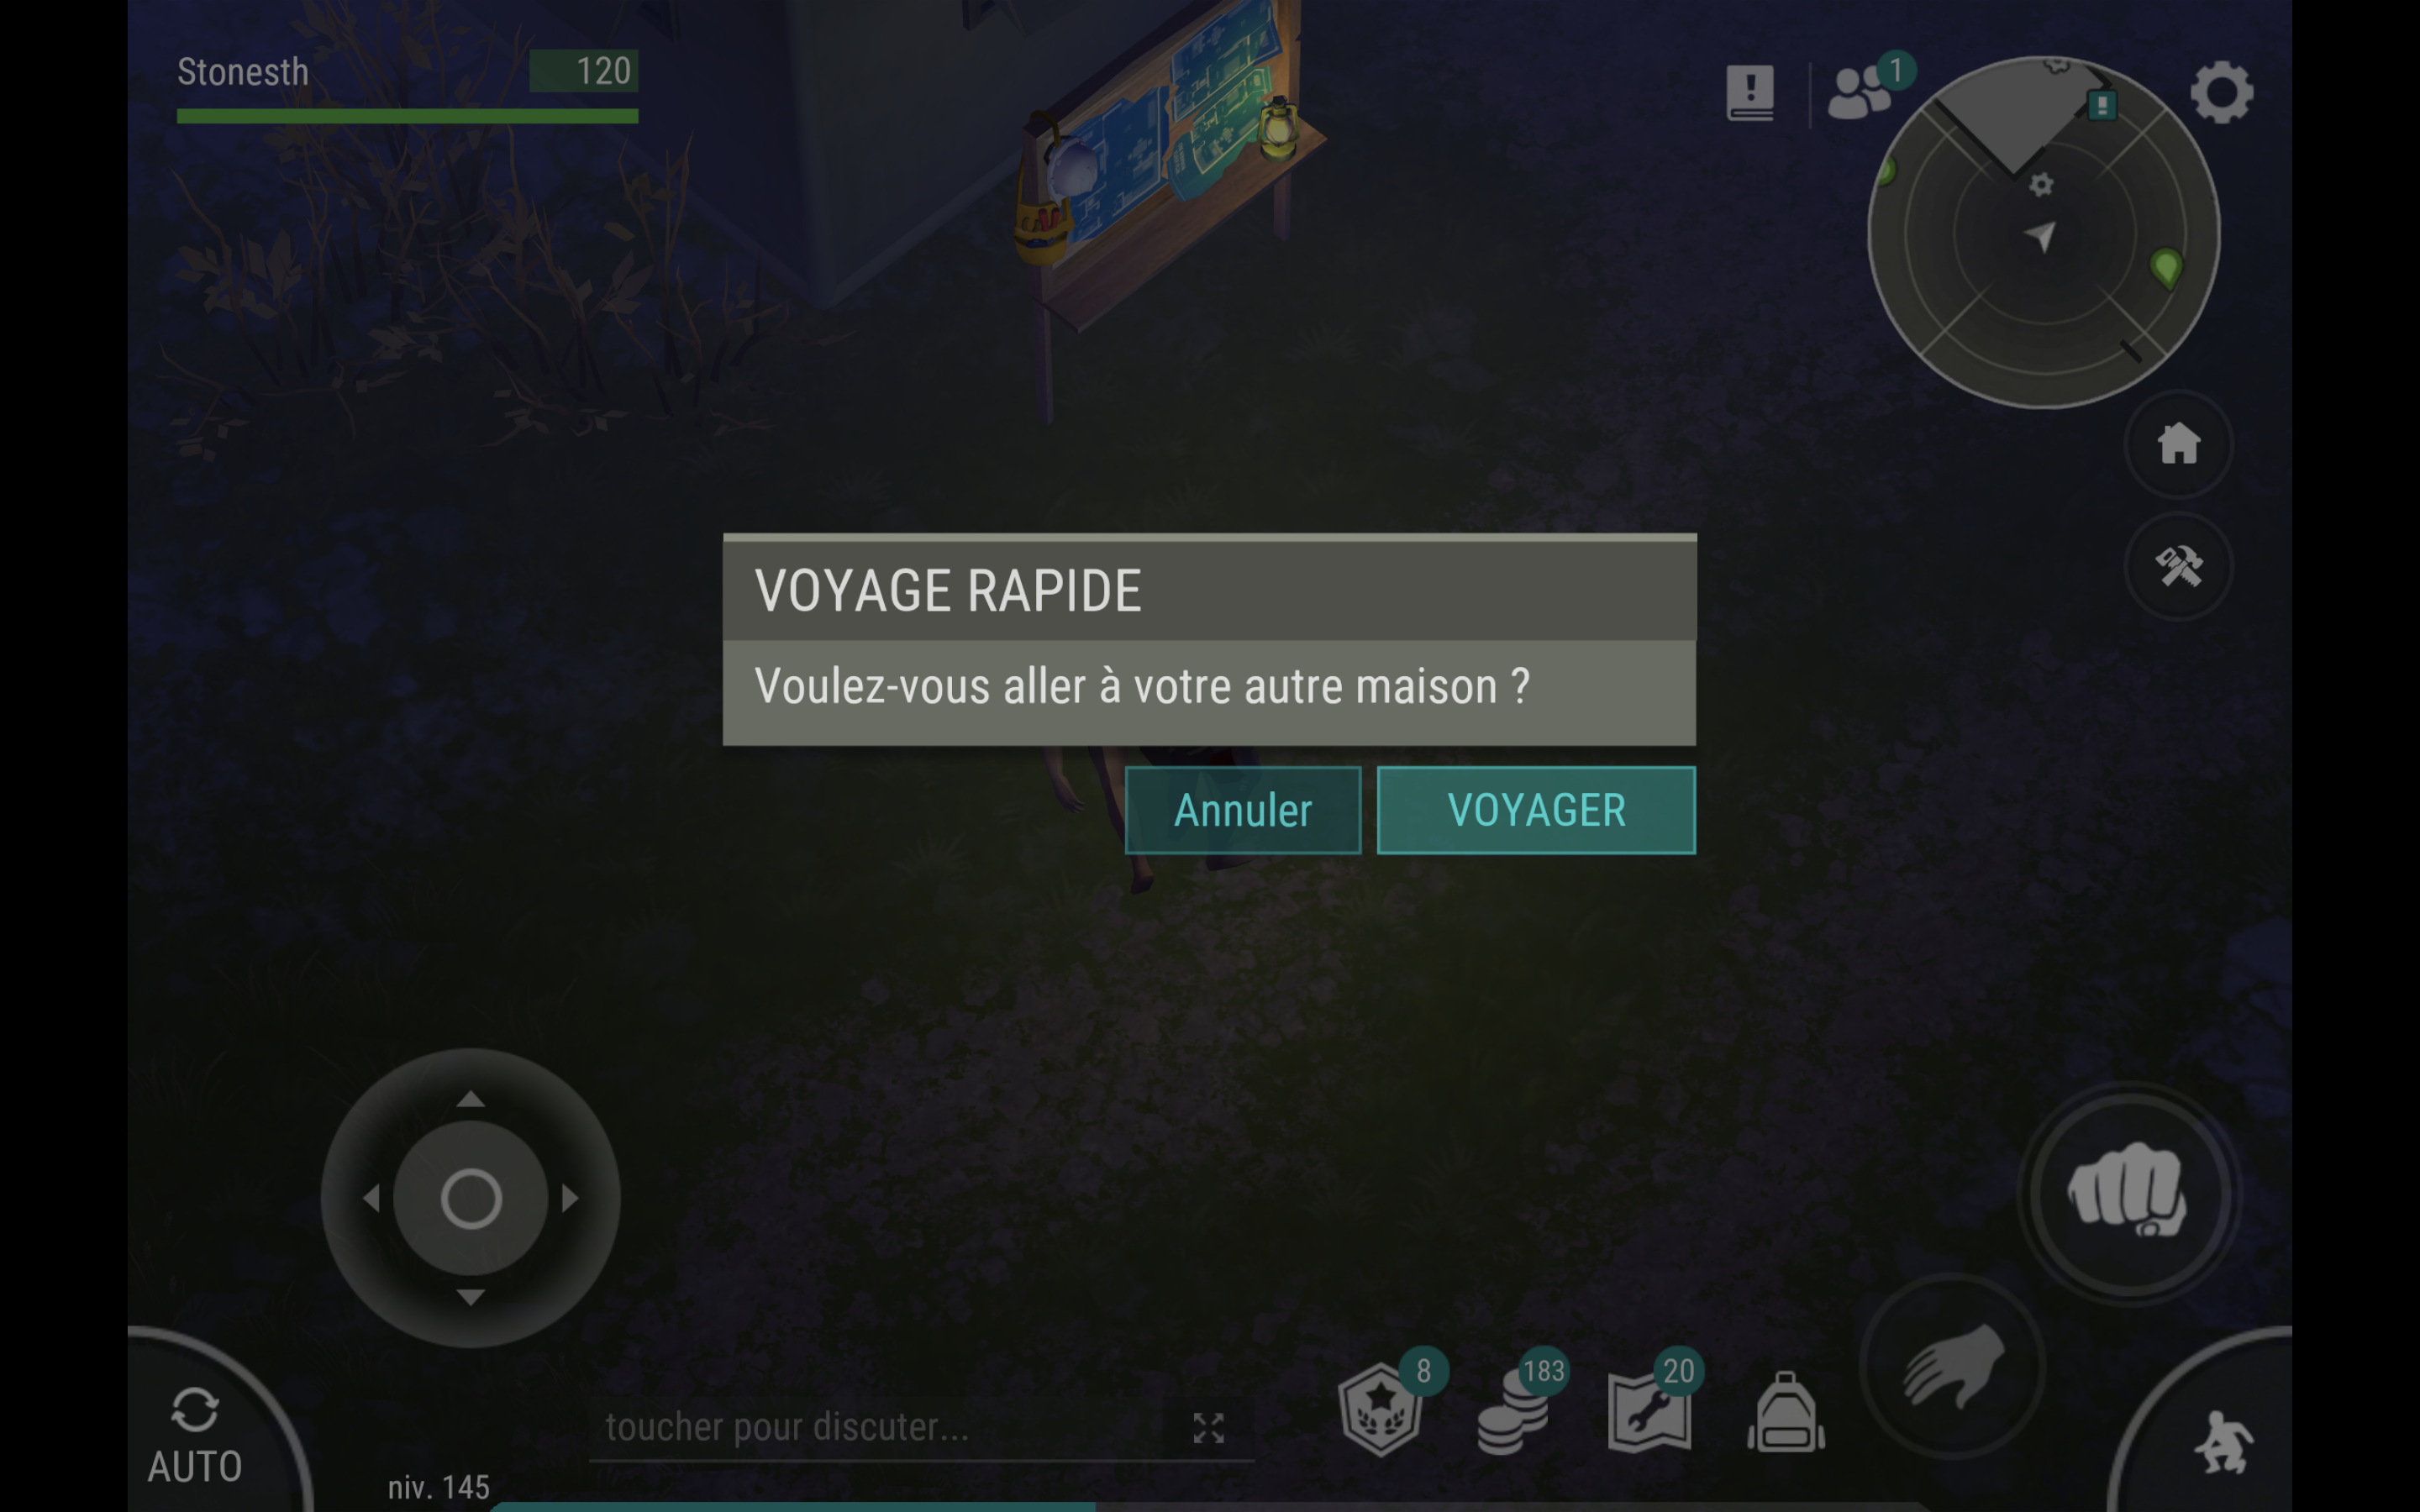 Stonesth 120
1
VOYAGE RAPIDE
Voulez-vous aller à votre autre maison ?
Annuler VOYAGER
8 183 20
toucher pour discuter...
AUTO
niv. 145